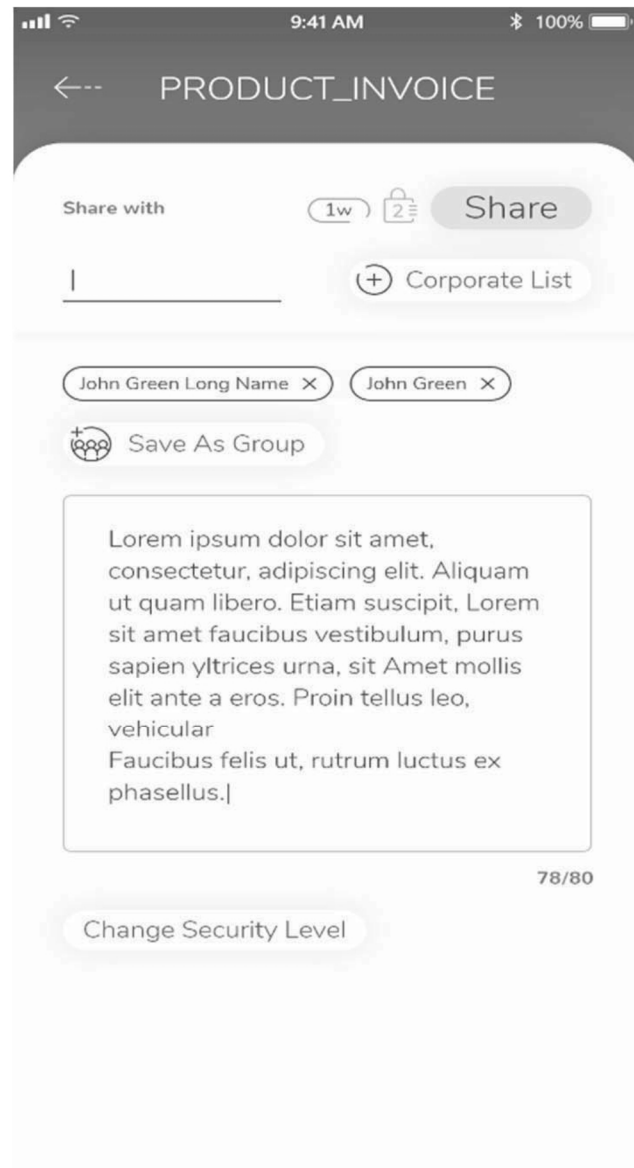 9:41 AM
100%
PRODUCT_INVOICE
Share with
1w
2
Share
Corporate List
John Green Long Name
John Green
Save As Group
Lorem ipsum dolor sit amet,
consectetur, adipiscing elit. Aliquam
ut quam libero. Etiam suscipit, Lorem
sit amet faucibus vestibulum, purus
sapien yltrices urna, sit Amet mollis
elit ante a eros. Proin tellus leo,
vehicular
Faucibus felis ut, rutrum luctus ex
phasellus.
78/80
Change Security Level